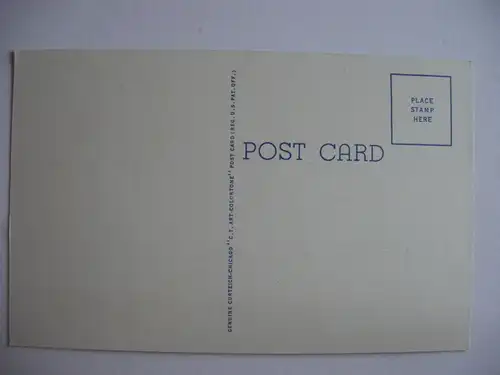 GENUINE CURTEICH-CHICAGO "C.T. ART-COLORTONE" POST CARD (REG. U.S. PAT. OFF.)
POST CARD
PLACE
STAMP
HERE